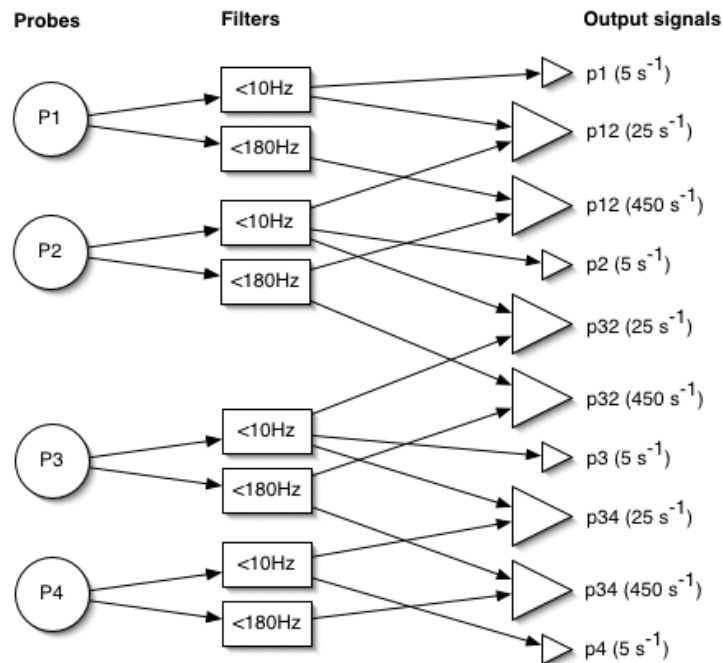 Probes
Filters
Output signals
P1
<10Hz
<180Hz
p1 (5 s⁻¹)
p12 (25 s⁻¹)
P2
<10Hz
<180Hz
p12 (450 s⁻¹)
p2 (5 s⁻¹)
p32 (25 s⁻¹)
p32 (450 s⁻¹)
P3
<10Hz
<180Hz
p3 (5 s⁻¹)
p34 (25 s⁻¹)
P4
<10Hz
<180Hz
p34 (450 s⁻¹)
p4 (5 s⁻¹)